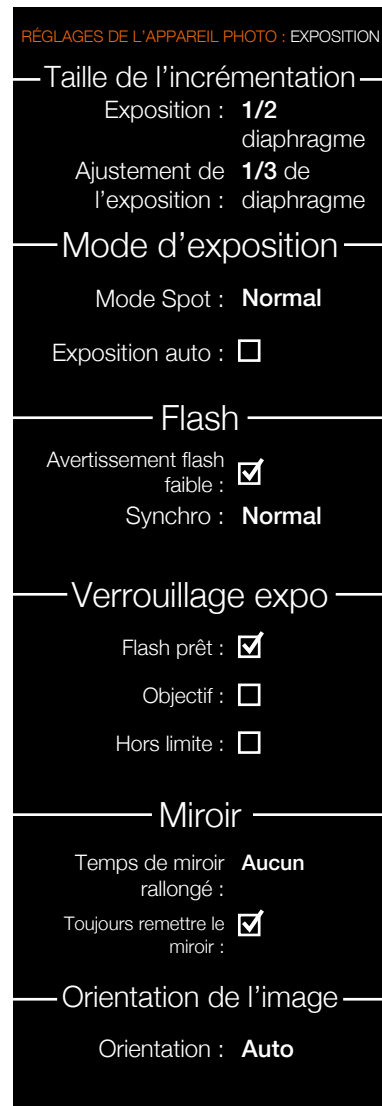 RÉGLAGES DE L'APPAREIL PHOTO : EXPOSITION
Taille de l'incrémentation
Exposition : 1/2
diaphragme
Ajustement de 1/3 de
l'exposition : diaphragme
Mode d'exposition
Mode Spot : Normal
Exposition auto :
Flash
Avertissement flash
faible :
Synchro : Normal
Verrouillage expo
Flash prêt :
Objectif :
Hors limite :
Miroir
Temps de miroir Aucun
rallongé :
Toujours remettre le
miroir :
Orientation de l'image
Orientation : Auto